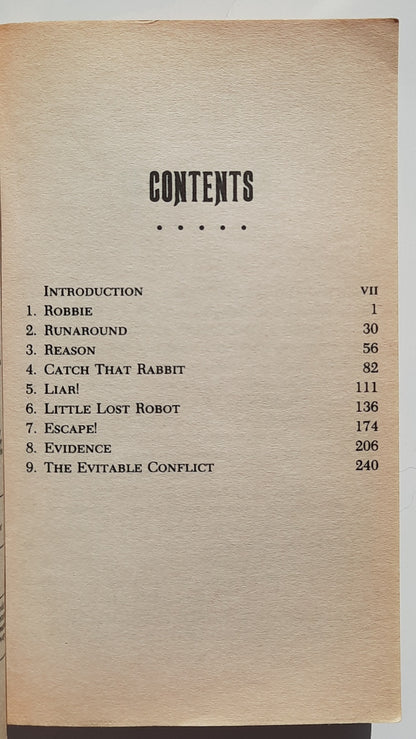 CONTENTS
• • • • •
INTRODUCTION VII
1. ROBBIE 1
2. RUNAROUND 30
3. REASON 56
4. CATCH THAT RABBIT 82
5. LIAR! 111
6. LITTLE LOST ROBOT 136
7. ESCAPE! 174
8. EVIDENCE 206
9. THE EVITABLE CONFLICT 240